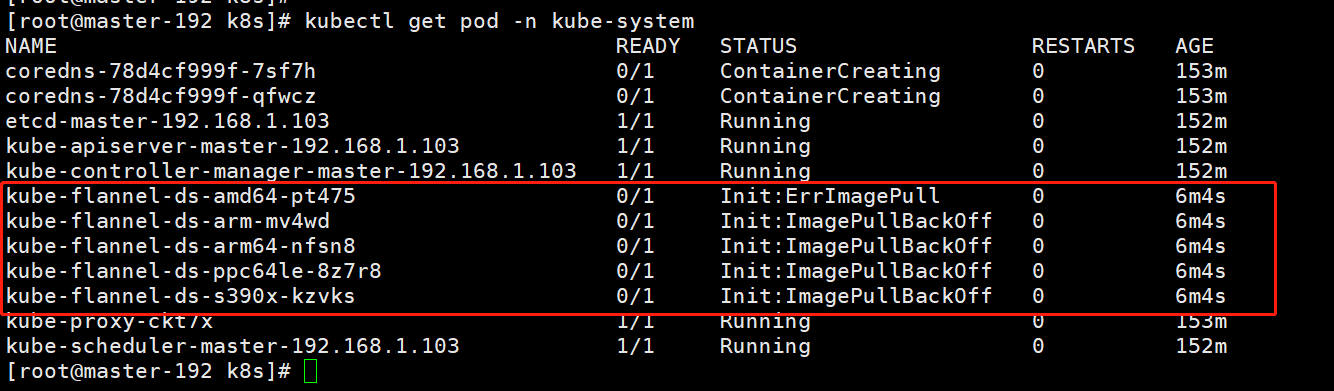 [root@master-192 k8s]#
[root@master-192 k8s]# kubectl get pod -n kube-system
NAME READY STATUS RESTARTS AGE
coredns-78d4cf999f-7sf7h 0/1 ContainerCreating 0 153m
coredns-78d4cf999f-qfwcz 0/1 ContainerCreating 0 153m
etcd-master-192.168.1.103 1/1 Running 0 152m
kube-apiserver-master-192.168.1.103 1/1 Running 0 152m
kube-controller-manager-master-192.168.1.103 1/1 Running 0 152m
kube-flannel-ds-amd64-pt475 0/1 Init:ErrImagePull 0 6m4s
kube-flannel-ds-arm-mv4wd 0/1 Init:ImagePullBackOff 0 6m4s
kube-flannel-ds-arm64-nfsn8 0/1 Init:ImagePullBackOff 0 6m4s
kube-flannel-ds-ppc64le-8z7r8 0/1 Init:ImagePullBackOff 0 6m4s
kube-flannel-ds-s390x-kzvks 0/1 Init:ImagePullBackOff 0 6m4s
kube-proxy-ckt7x 1/1 Running 0 153m
kube-scheduler-master-192.168.1.103 1/1 Running 0 152m
[root@master-192 k8s]#